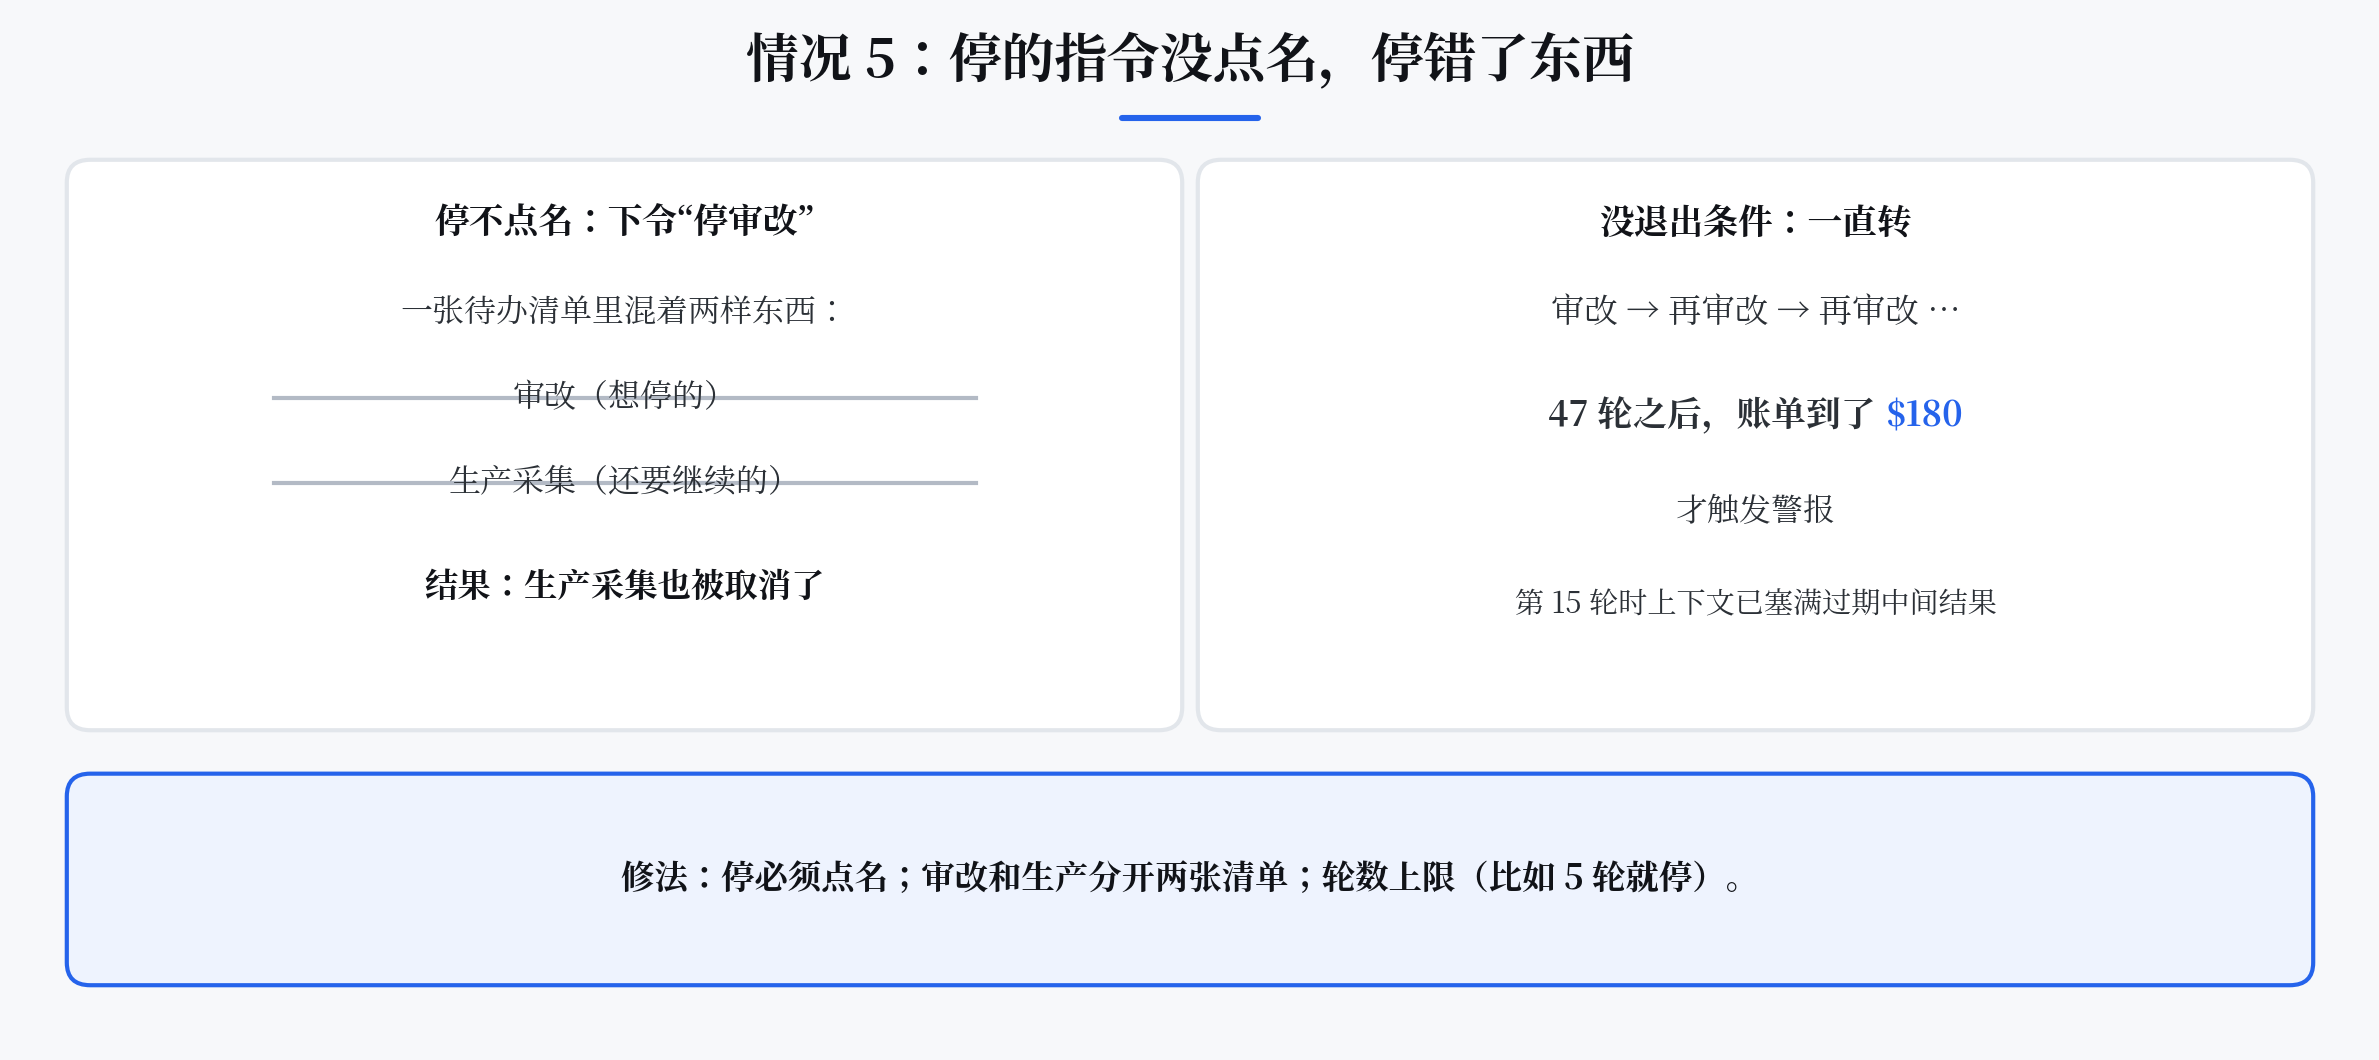 情况 5：停的指令没点名，停错了东西
停不点名：下令“停审改”
一张待办清单里混着两样东西：
审改（想停的）
生产采集（还要继续的）
结果：生产采集也被取消了
没退出条件：一直转
审改 → 再审改 → 再审改 …
47 轮之后，账单到了 $180
才触发警报
第 15 轮时上下文已塞满过期中间结果
修法：停必须点名；审改和生产分开两张清单；轮数上限（比如 5 轮就停）。